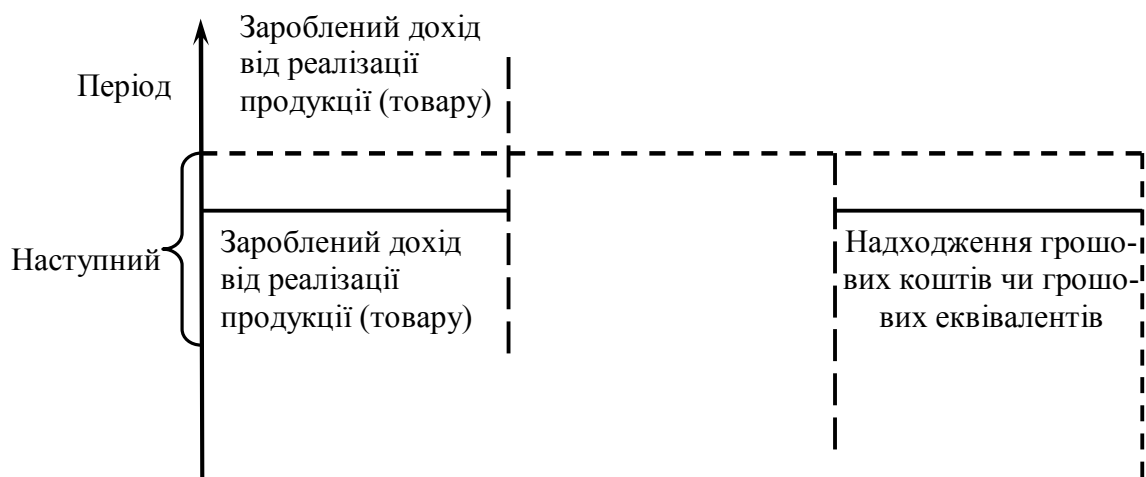 Зароблений дохід
від реалізації
продукції (товару)
Період
Наступний
Зароблений дохід
від реалізації
продукції (товару)
Надходження грошо-
вих коштів чи грошо-
вих еквівалентів